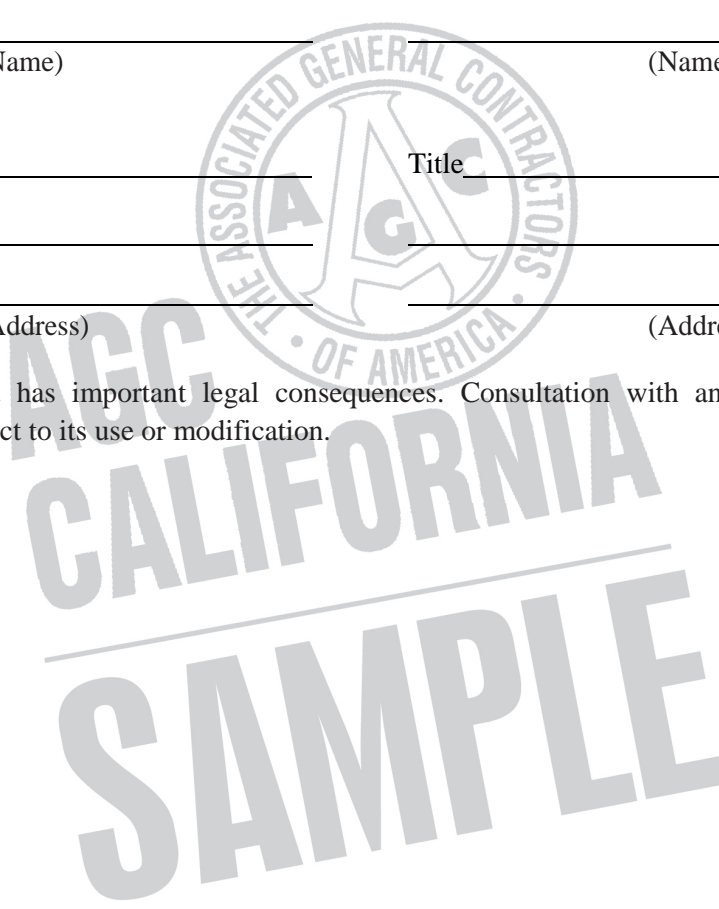 Name) (Name
THE ASSOCIATED GENERAL CONTRACTORS
A G C
OF AMERICA
Title
Address) (Addre
has important legal consequences. Consultation with an
ct to its use or modification.
AGC
CALIFORNIA
SAMPLE